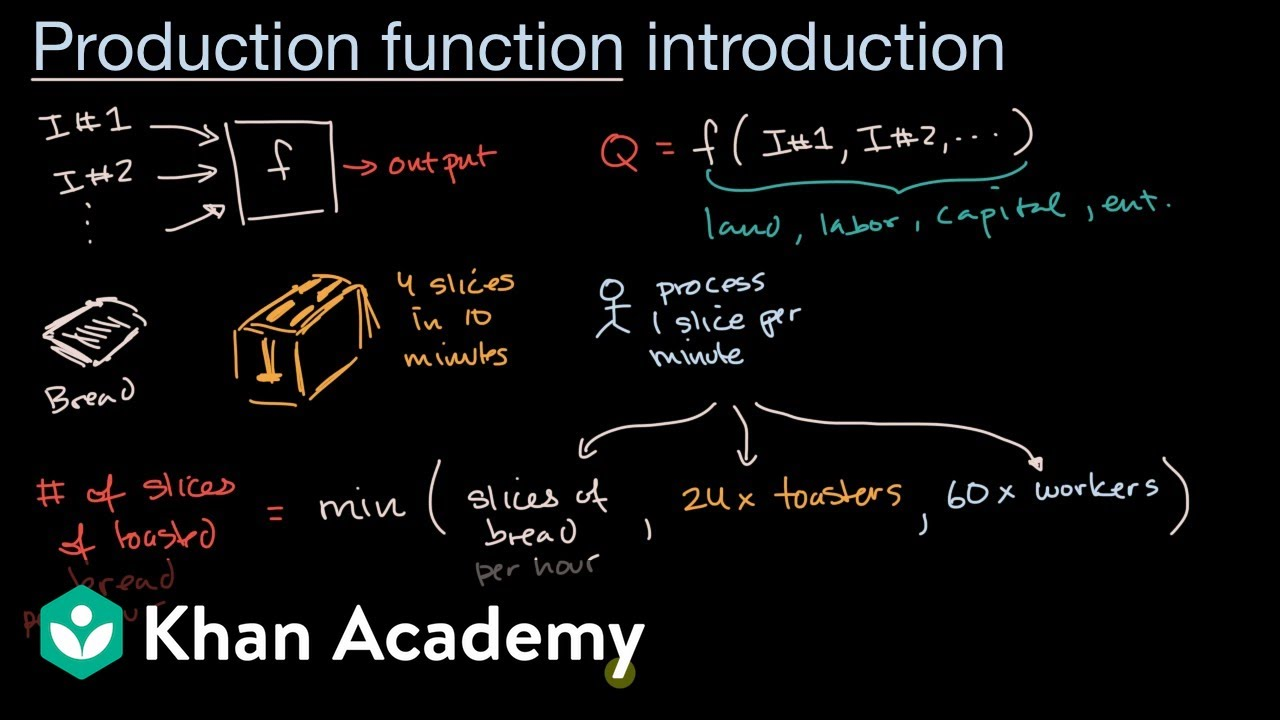 Production function introduction
I#1
I#2
⋮
f
→ output
Q = f(I#1, I#2, ...)
land, labor, capital, ent.
Bread
4 slices
in 10
minutes
process
1 slice per
minute
# of slices
of toasted
bread
= min(slices of
bread
per hour
, 24 x toasters, 60 x workers)
Khan Academy